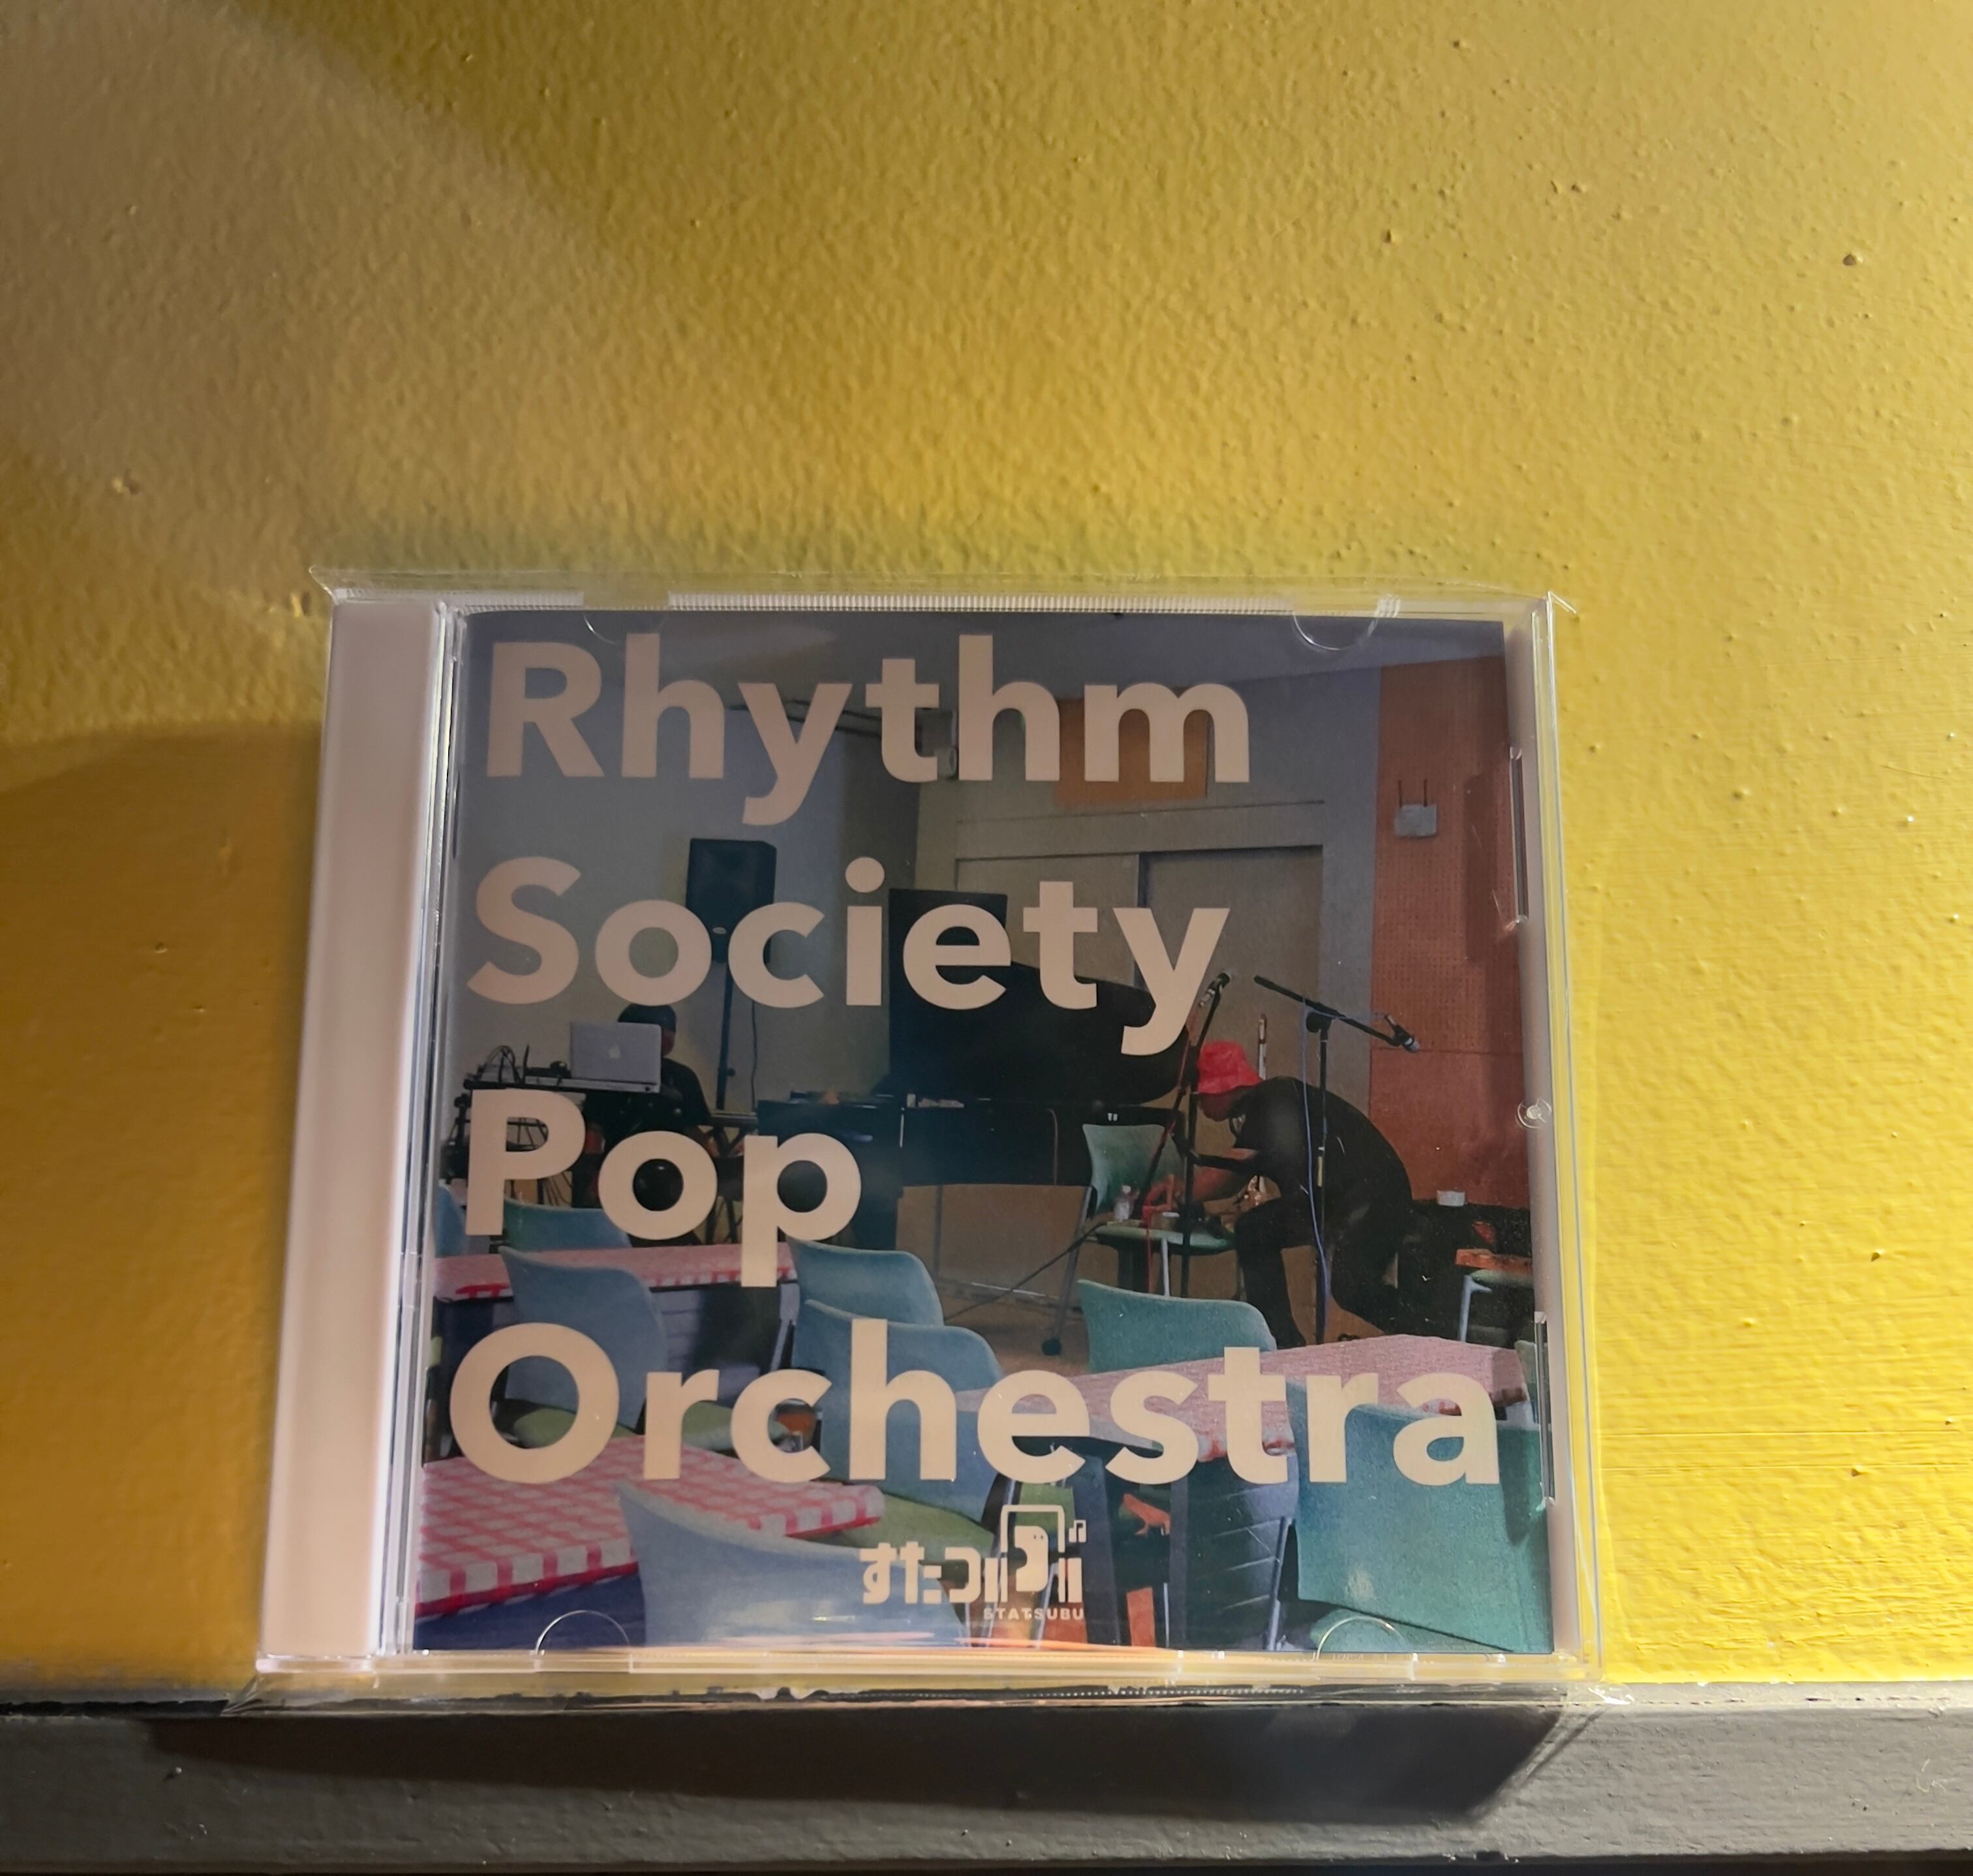 Rhythm
Society
Pop
Orchestra
すたつぶ
STATSUBU